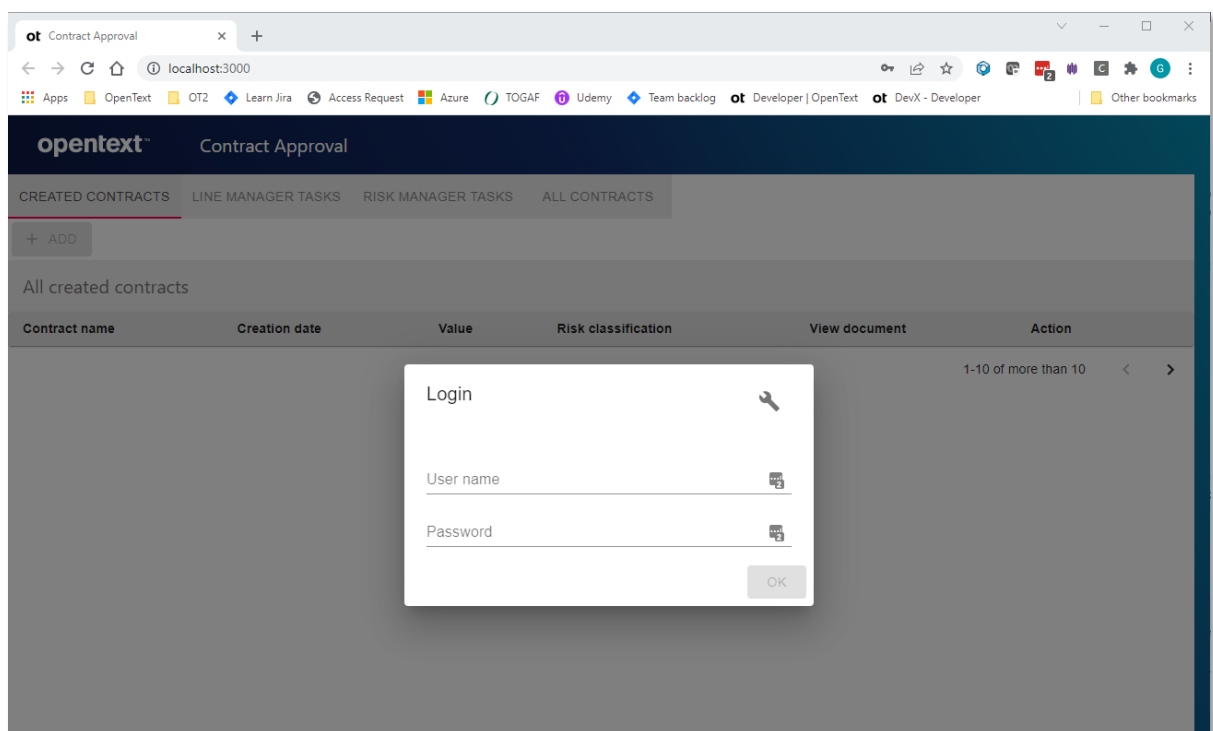 ot Contract Approval
localhost:3000
G
Apps OpenText OT2 Learn Jira Access Request Azure TOGAF Udemy Team backlog ot Developer | OpenText ot DevX - Developer Other bookmarks
opentext™ Contract Approval
CREATED CONTRACTS LINE MANAGER TASKS RISK MANAGER TASKS ALL CONTRACTS
+ ADD
All created contracts
Contract name Creation date Value Risk classification View document Action
1-10 of more than 10
Login
User name
Password
OK